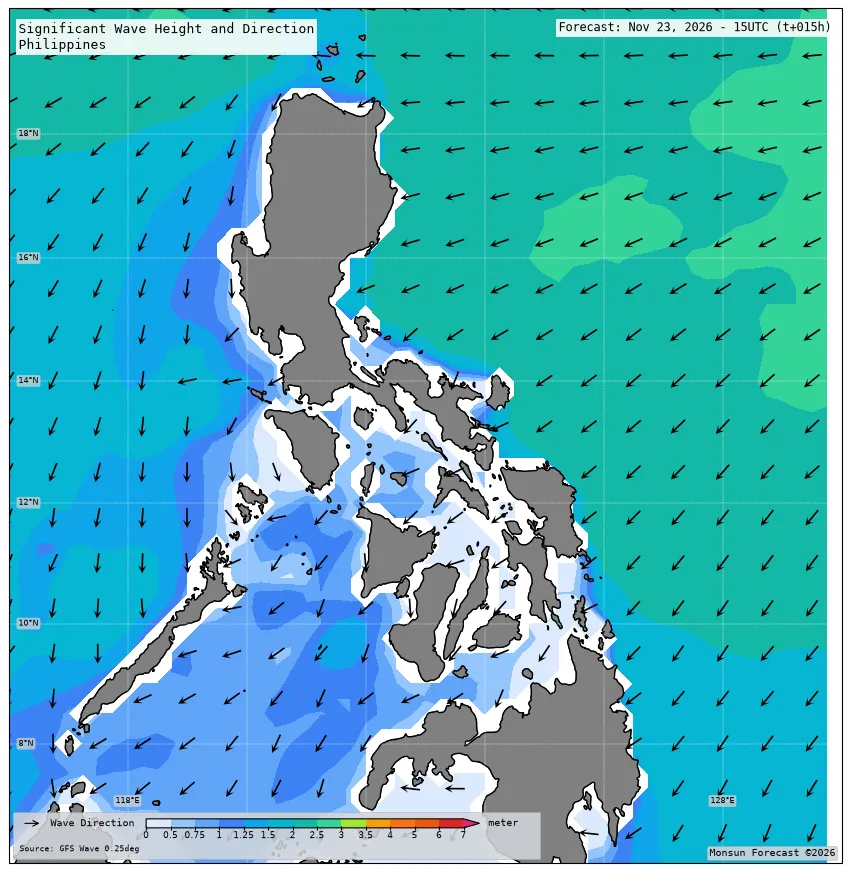 Significant Wave Height and Direction
Philippines
Forecast: Nov 23, 2026 - 15UTC (t+015h)
18°N
16°N
14°N
12°N
10°N
8°N
118°E
128°E
Wave Direction
0 0.5 0.75 1 1.25 1.5 2 2.5 3 3.5 4 5 6 7 meter
Source: GFS Wave 0.25deg
Monsun Forecast ©2026